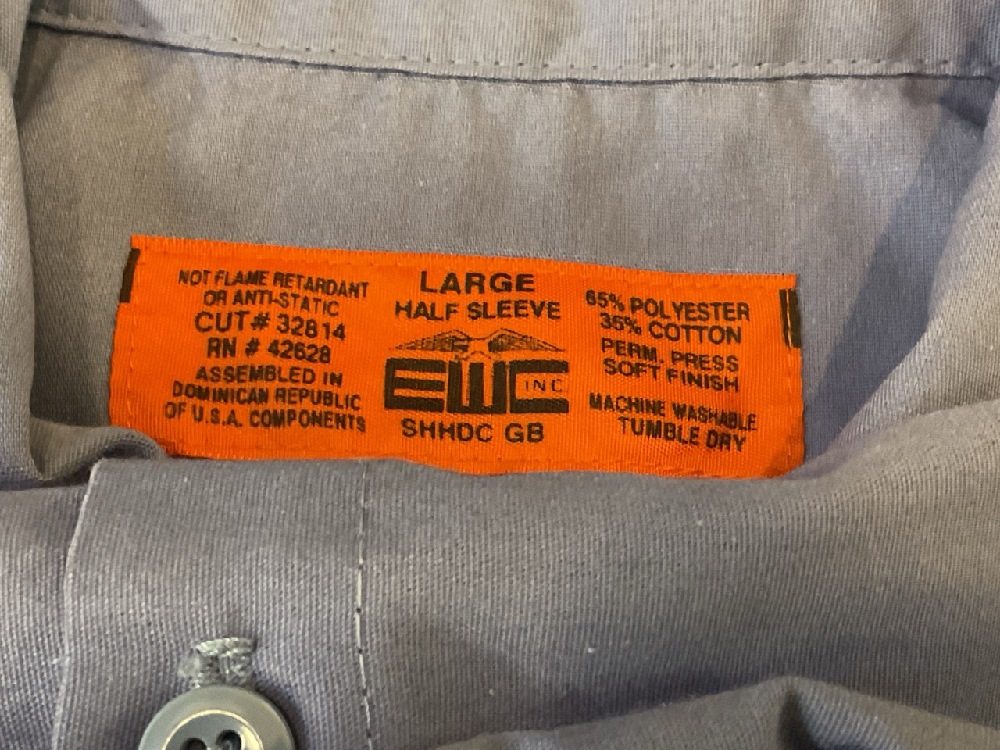 NOT FLAME RETARDANT
OR ANTI-STATIC
CUT# 32814
RN # 42628
ASSEMBLED IN
DOMINICAN REPUBLIC
OF U.S.A. COMPONENTS
LARGE
HALF SLEEVE
EWC INC
SHHDC GB
65% POLYESTER
35% COTTON
PERM. PRESS
SOFT FINISH
MACHINE WASHABLE
TUMBLE DRY